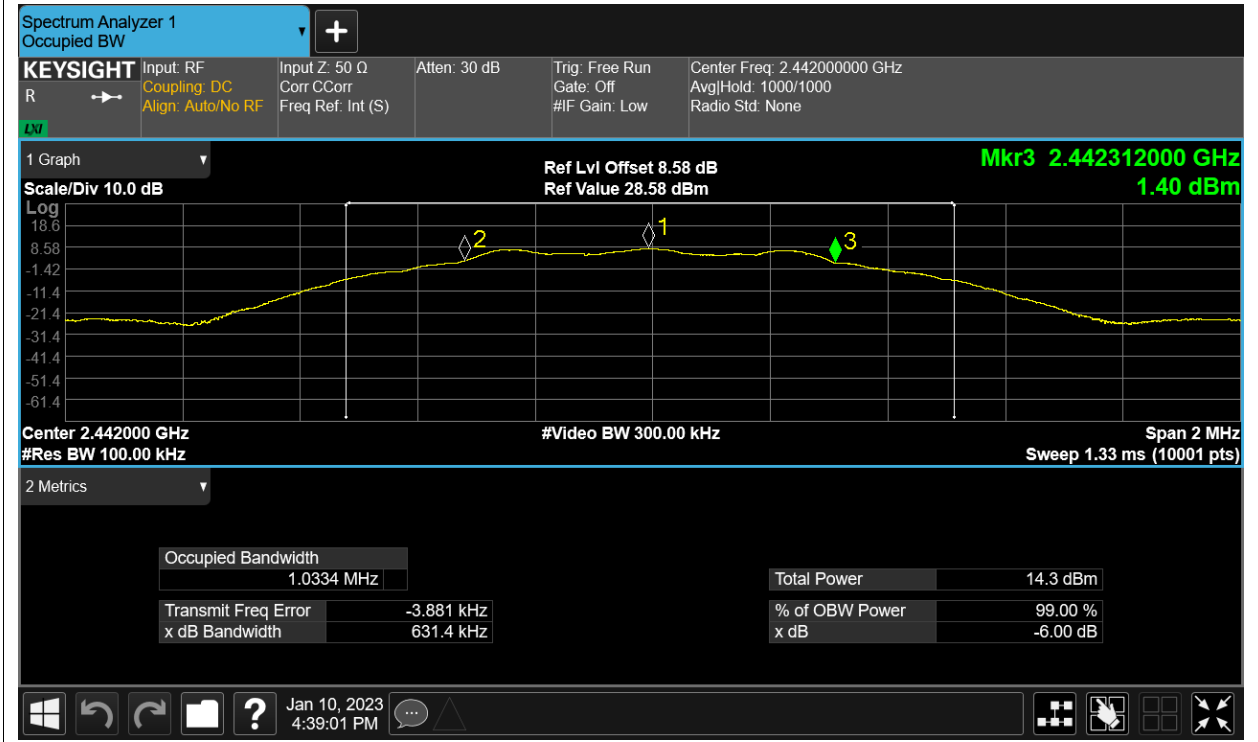 Spectrum Analyzer 1
Occupied BW
KEYSIGHT
R
LXI
Input: RF
Coupling: DC
Align: Auto/No RF
Input Z: 50 Ω
Corr CCorr
Freq Ref: Int (S)
Atten: 30 dB
Trig: Free Run
Gate: Off
#IF Gain: Low
Center Freq: 2.442000000 GHz
Avg|Hold: 1000/1000
Radio Std: None
1 Graph
Scale/Div 10.0 dB
Ref Lvl Offset 8.58 dB
Ref Value 28.58 dBm
Mkr3 2.442312000 GHz
1.40 dBm
Log
18.6
8.58
-1.42
-11.4
-21.4
-31.4
-41.4
-51.4
-61.4
2
1
3
Center 2.442000 GHz
#Res BW 100.00 kHz
#Video BW 300.00 kHz
Span 2 MHz
Sweep 1.33 ms (10001 pts)
2 Metrics
Occupied Bandwidth
1.0334 MHz
Transmit Freq Error -3.881 kHz
x dB Bandwidth 631.4 kHz
Total Power 14.3 dBm
% of OBW Power 99.00 %
x dB -6.00 dB
?
Jan 10, 2023
4:39:01 PM